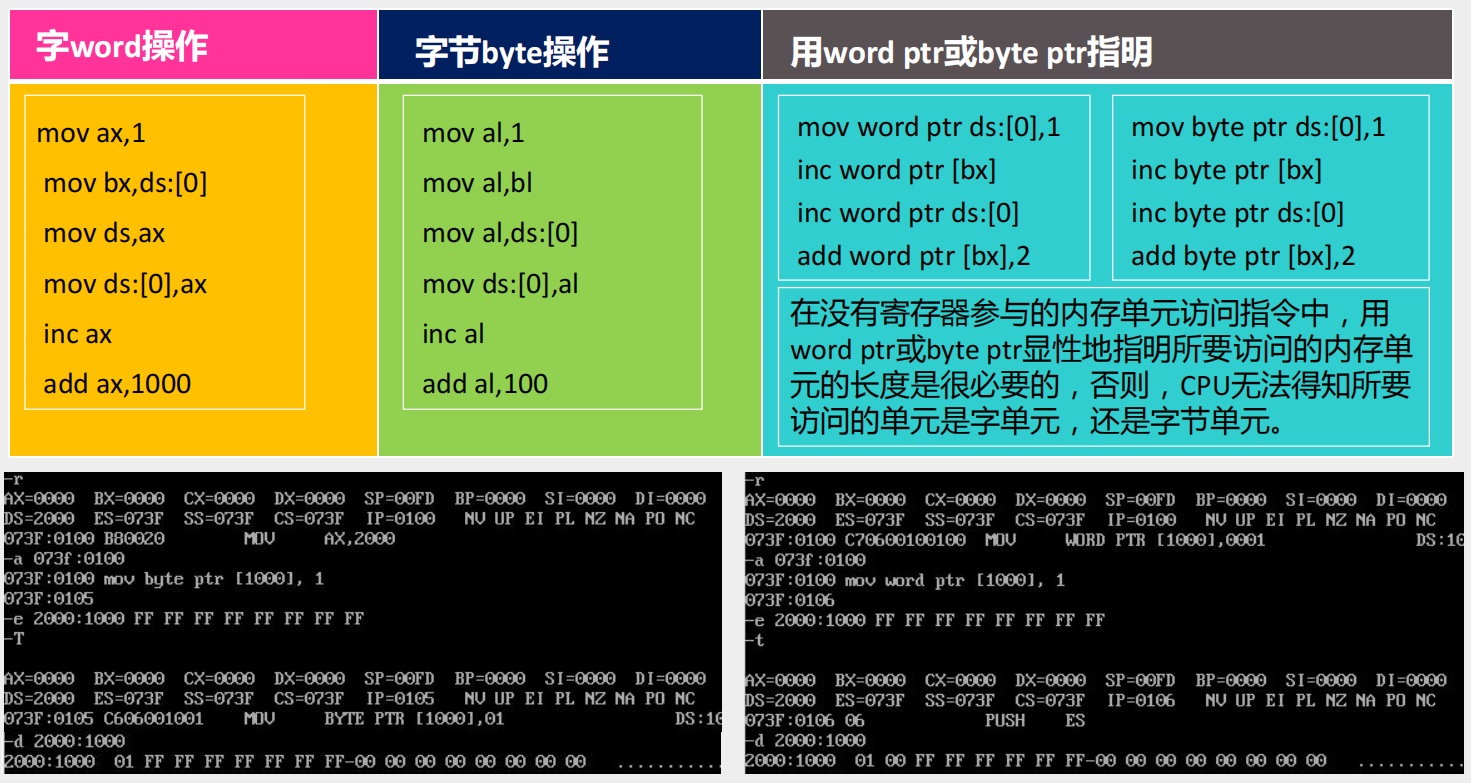 字word操作
字节byte操作
用word ptr或byte ptr指明
mov ax,1
mov bx,ds:[0]
mov ds,ax
mov ds:[0],ax
inc ax
add ax,1000
mov al,1
mov al,bl
mov al,ds:[0]
mov ds:[0],al
inc al
add al,100
mov word ptr ds:[0],1
inc word ptr [bx]
inc word ptr ds:[0]
add word ptr [bx],2
mov byte ptr ds:[0],1
inc byte ptr [bx]
inc byte ptr ds:[0]
add byte ptr [bx],2
在没有寄存器参与的内存单元访问指令中，用
word ptr或byte ptr显性地指明所要访问的内存单
元的长度是很必要的，否则，CPU无法得知所要
访问的单元是字单元，还是字节单元。
-r
AX=0000 BX=0000 CX=0000 DX=0000 SP=00FD BP=0000 SI=0000 DI=0000
DS=2000 ES=073F SS=073F CS=073F IP=0100 NV UP EI PL NZ NA PO NC
073F:0100 B80020 MOV AX,2000
-a 073f:0100
073F:0100 mov byte ptr [1000], 1
073F:0105
-e 2000:1000 FF FF FF FF FF FF FF FF
-T
AX=0000 BX=0000 CX=0000 DX=0000 SP=00FD BP=0000 SI=0000 DI=0000
DS=2000 ES=073F SS=073F CS=073F IP=0105 NV UP EI PL NZ NA PO NC
073F:0105 C606001001 MOV BYTE PTR [1000],01 DS:10
-d 2000:1000
2000:1000 01 FF FF FF FF FF FF FF-00 00 00 00 00 00 00 00 ...........
-r
AX=0000 BX=0000 CX=0000 DX=0000 SP=00FD BP=0000 SI=0000 DI=0000
DS=2000 ES=073F SS=073F CS=073F IP=0100 NV UP EI PL NZ NA PO NC
073F:0100 C70600100100 MOV WORD PTR [1000],0001 DS:10
-a 073f:0100
073F:0100 mov word ptr [1000], 1
073F:0106
-e 2000:1000 FF FF FF FF FF FF FF FF
-t
AX=0000 BX=0000 CX=0000 DX=0000 SP=00FD BP=0000 SI=0000 DI=0000
DS=2000 ES=073F SS=073F CS=073F IP=0106 NV UP EI PL NZ NA PO NC
073F:0106 06 PUSH ES
-d 2000:1000
2000:1000 01 00 FF FF FF FF FF FF-00 00 00 00 00 00 00 00 ...........